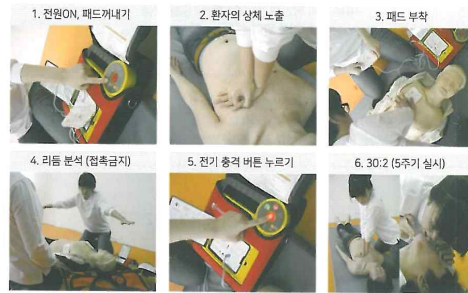 1. 전원ON, 패드꺼내기
2. 환자의 상체 노출
3. 패드 부착
4. 리듬 분석 (접촉금지)
5. 전기 충격 버튼 누르기
6. 30:2 (5주기 실시)